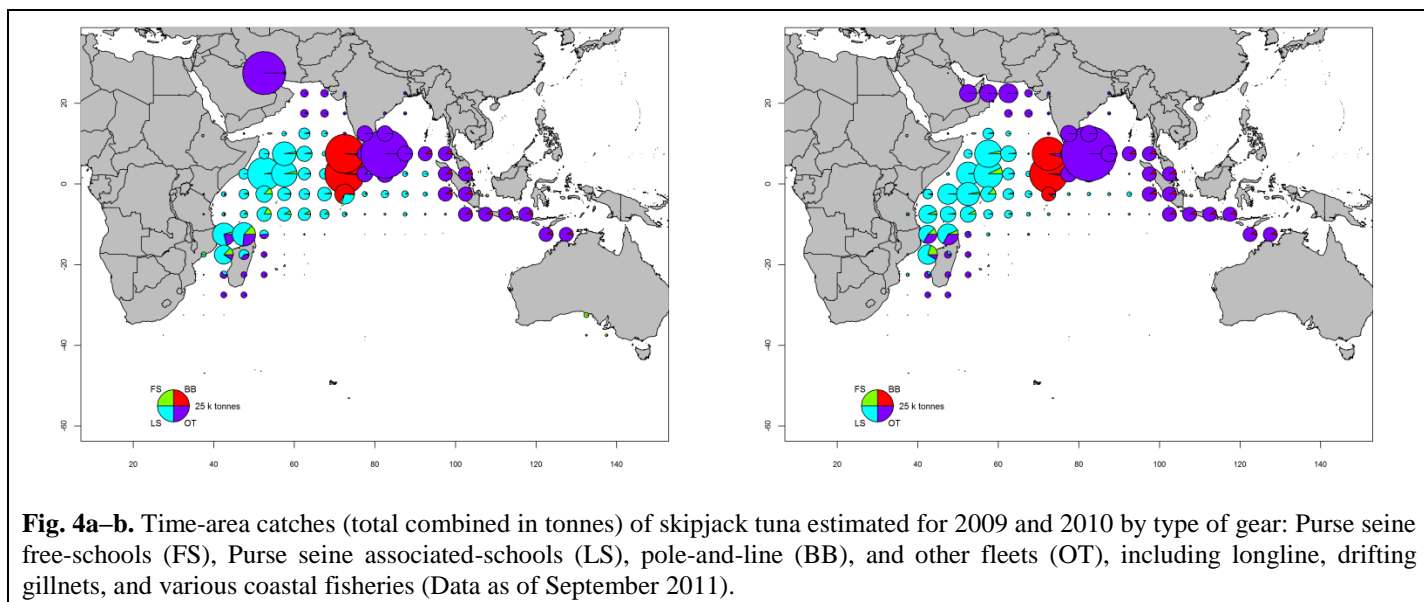 20
0
-20
-40
-60
FS BB
25 k tonnes
LS OT
20 40 60 80 100 120 140
20
0
-20
-40
-60
FS BB
25 k tonnes
LS OT
20 40 60 80 100 120 140
Fig. 4a–b. Time-area catches (total combined in tonnes) of skipjack tuna estimated for 2009 and 2010 by type of gear: Purse seine
free-schools (FS), Purse seine associated-schools (LS), pole-and-line (BB), and other fleets (OT), including longline, drifting
gillnets, and various coastal fisheries (Data as of September 2011).